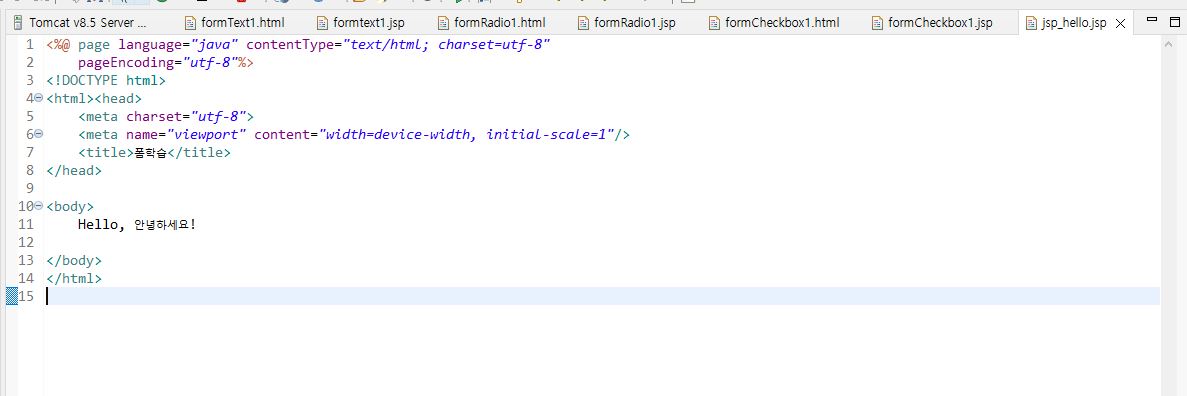 Tomcat v8.5 Server ... formText1.html formtext1.jsp formRadio1.html formRadio1.jsp formCheckbox1.html formCheckbox1.jsp jsp_hello.jsp
1 <%@ page language="java" contentType="text/html; charset=utf-8"
2 pageEncoding="utf-8"%>
3 <!DOCTYPE html>
4 <html><head>
5 <meta charset="utf-8">
6 <meta name="viewport" content="width=device-width, initial-scale=1"/>
7 <title>폼학습</title>
8 </head>
9
10 <body>
11 Hello, 안녕하세요!
12
13 </body>
14 </html>
15